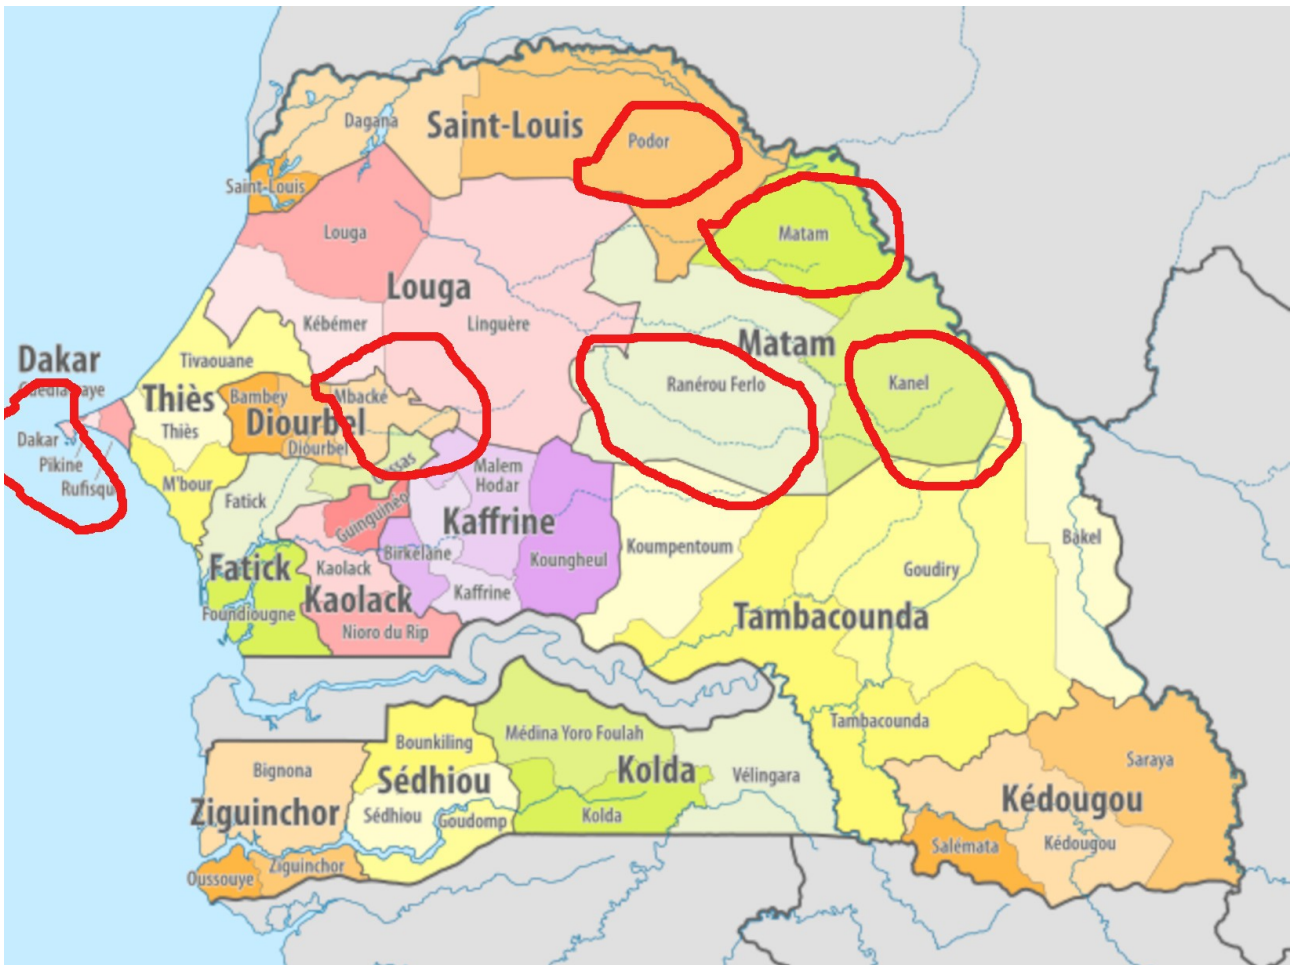 Dagana
Saint-Louis
Podor
Saint-Louis
Matam
Louga
Louga
Kébémer
Linguère
Matam
Dakar
Tivaouane
Ranérou Ferlo
Kanel
Thiès
Bambey
Mbacké
Diourbel
Thiès
Dakar
Diourbel
Pikine
Rufisque
M'bour
Malem
Hodar
Fatick
Guinguinéo
Kaffrine
Koumpentoum
Bakel
Birkelane
Koungheul
Fatick
Kaolack
Goudiry
Kaolack
Kaffrine
Foundiougne
Nioro du Rip
Tambacounda
Tambacounda
Médina Yoro Foulah
Bounkiling
Bignona
Kolda
Vélingara
Saraya
Sédhiou
Kédougou
Ziguinchor
Sédhiou
Goudomp
Kolda
Salémata
Kédougou
Ziguinchor
Oussouye